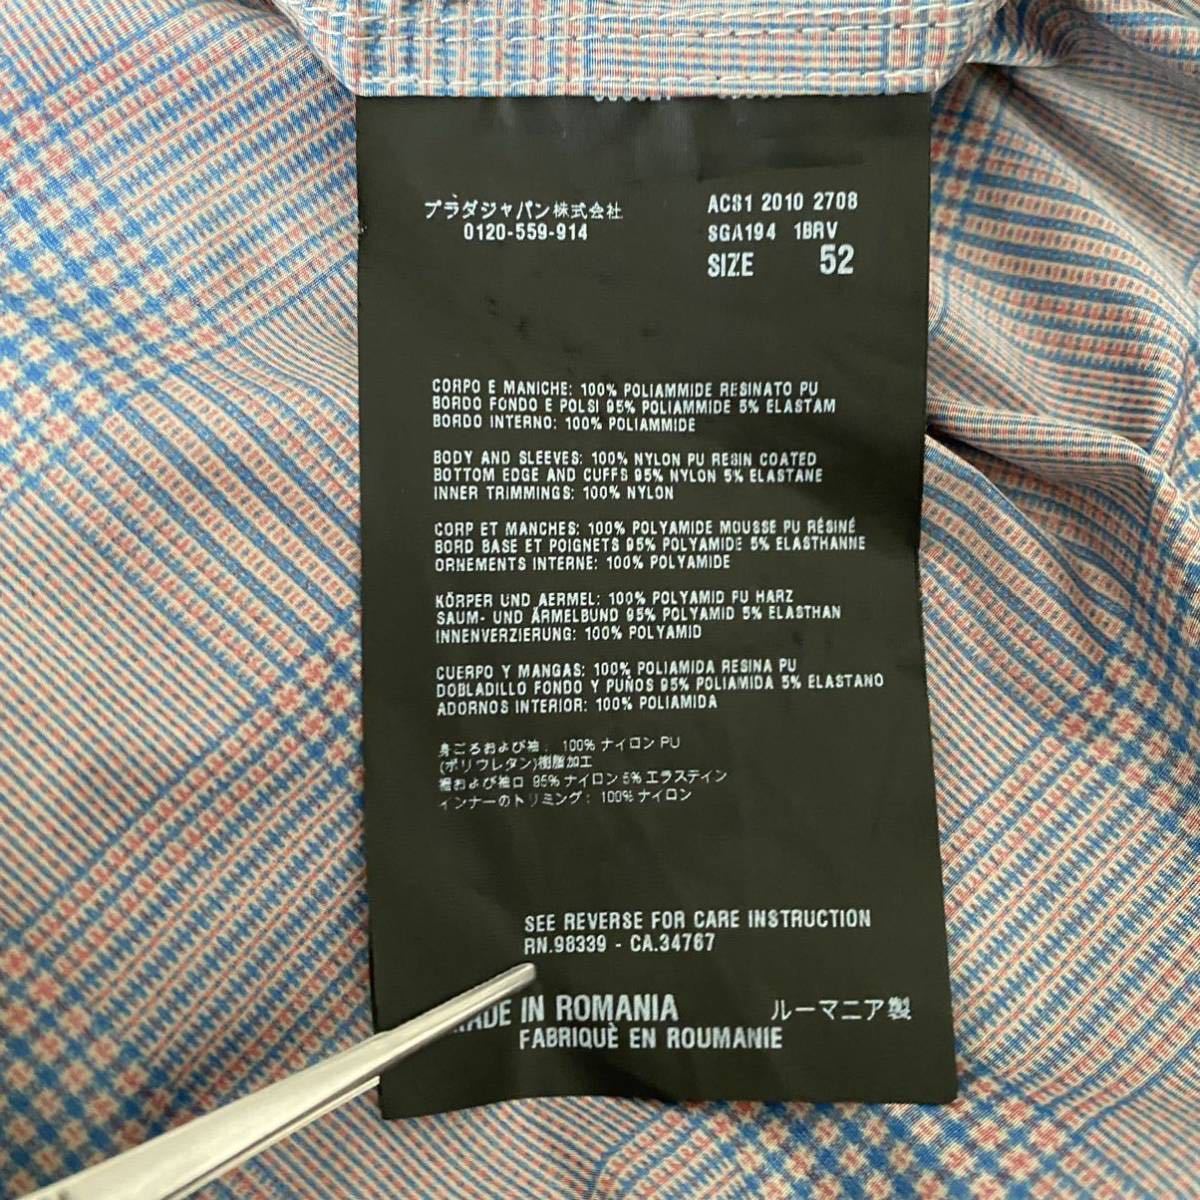 プラダジャパン株式会社
0120-559-914
AC81 2010 2708
SGA194 1BRV
SIZE 52
CORPO E MANICHE: 100% POLIAMMIDE RESINATO PU
BORDO FONDO E POLSI 95% POLIAMMIDE 5% ELASTAM
BORDO INTERNO: 100% POLIAMMIDE
BODY AND SLEEVES: 100% NYLON PU RESIN COATED
BOTTOM EDGE AND CUFFS 95% NYLON 5% ELASTANE
INNER TRIMMINGS: 100% NYLON
CORP ET MANCHES: 100% POLYAMIDE MOUSSE PU RÉSINÉ
BORD BASE ET POIGNETS 95% POLYAMIDE 5% ELASTHANNE
ORNEMENTS INTERNE: 100% POLYAMIDE
KÖRPER UND AERMEL: 100% POLYAMID PU HARZ
SAUM- UND ÄRMELBUND 95% POLYAMID 5% ELASTHAN
INNENVERZIERUNG: 100% POLYAMID
CUERPO Y MANGAS: 100% POLIAMIDA RESINA PU
DOBLADILLO FONDO Y PUÑOS 95% POLIAMIDA 5% ELASTANO
ADORNOS INTERIOR: 100% POLIAMIDA
身ごろおよび袖: 100% ナイロン PU
(ポリウレタン)樹脂加工
裾および袖口 95% ナイロン 5% エラステイン
インナーのトリミング: 100% ナイロン
SEE REVERSE FOR CARE INSTRUCTION
RN.98339 - CA.34767
MADE IN ROMANIA ルーマニア製
FABRIQUÈ EN ROUMANIE